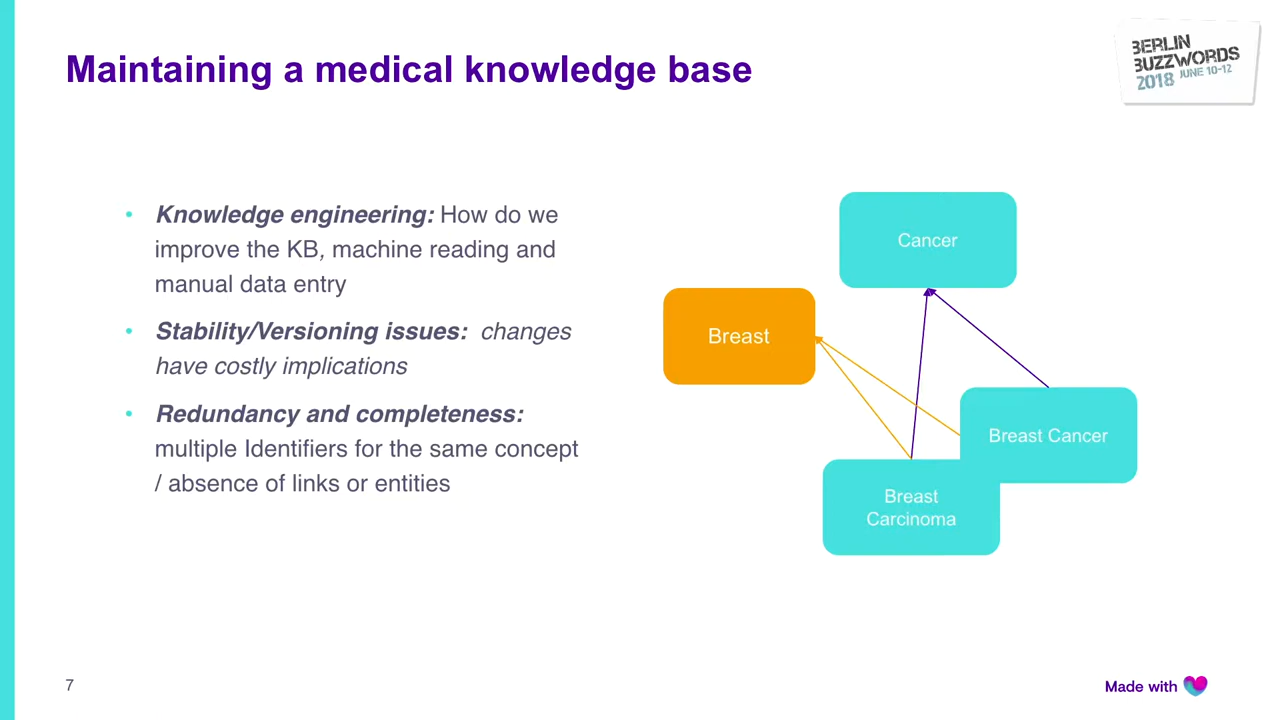 Maintaining a medical knowledge base
BERLIN
BUZZWORDS
2018 JUNE 10-12
• Knowledge engineering: How do we
improve the KB, machine reading and
manual data entry
• Stability/Versioning issues: changes
have costly implications
• Redundancy and completeness:
multiple Identifiers for the same concept
/ absence of links or entities
Cancer
Breast
Breast Cancer
Breast
Carcinoma
7
Made with